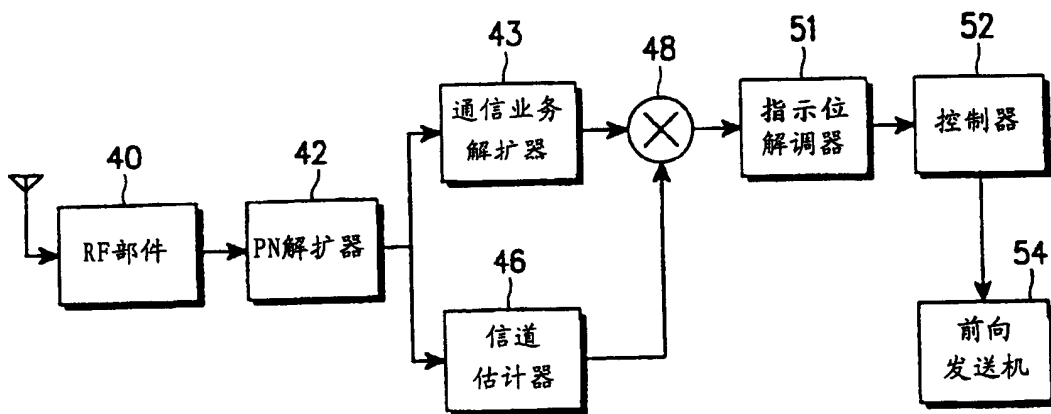 43
通信业务
解扩器
48
51
指示位
解调器
52
控制器
40
RF部件
42
PN解扩器
46
信道
估计器
54
前向
发送机